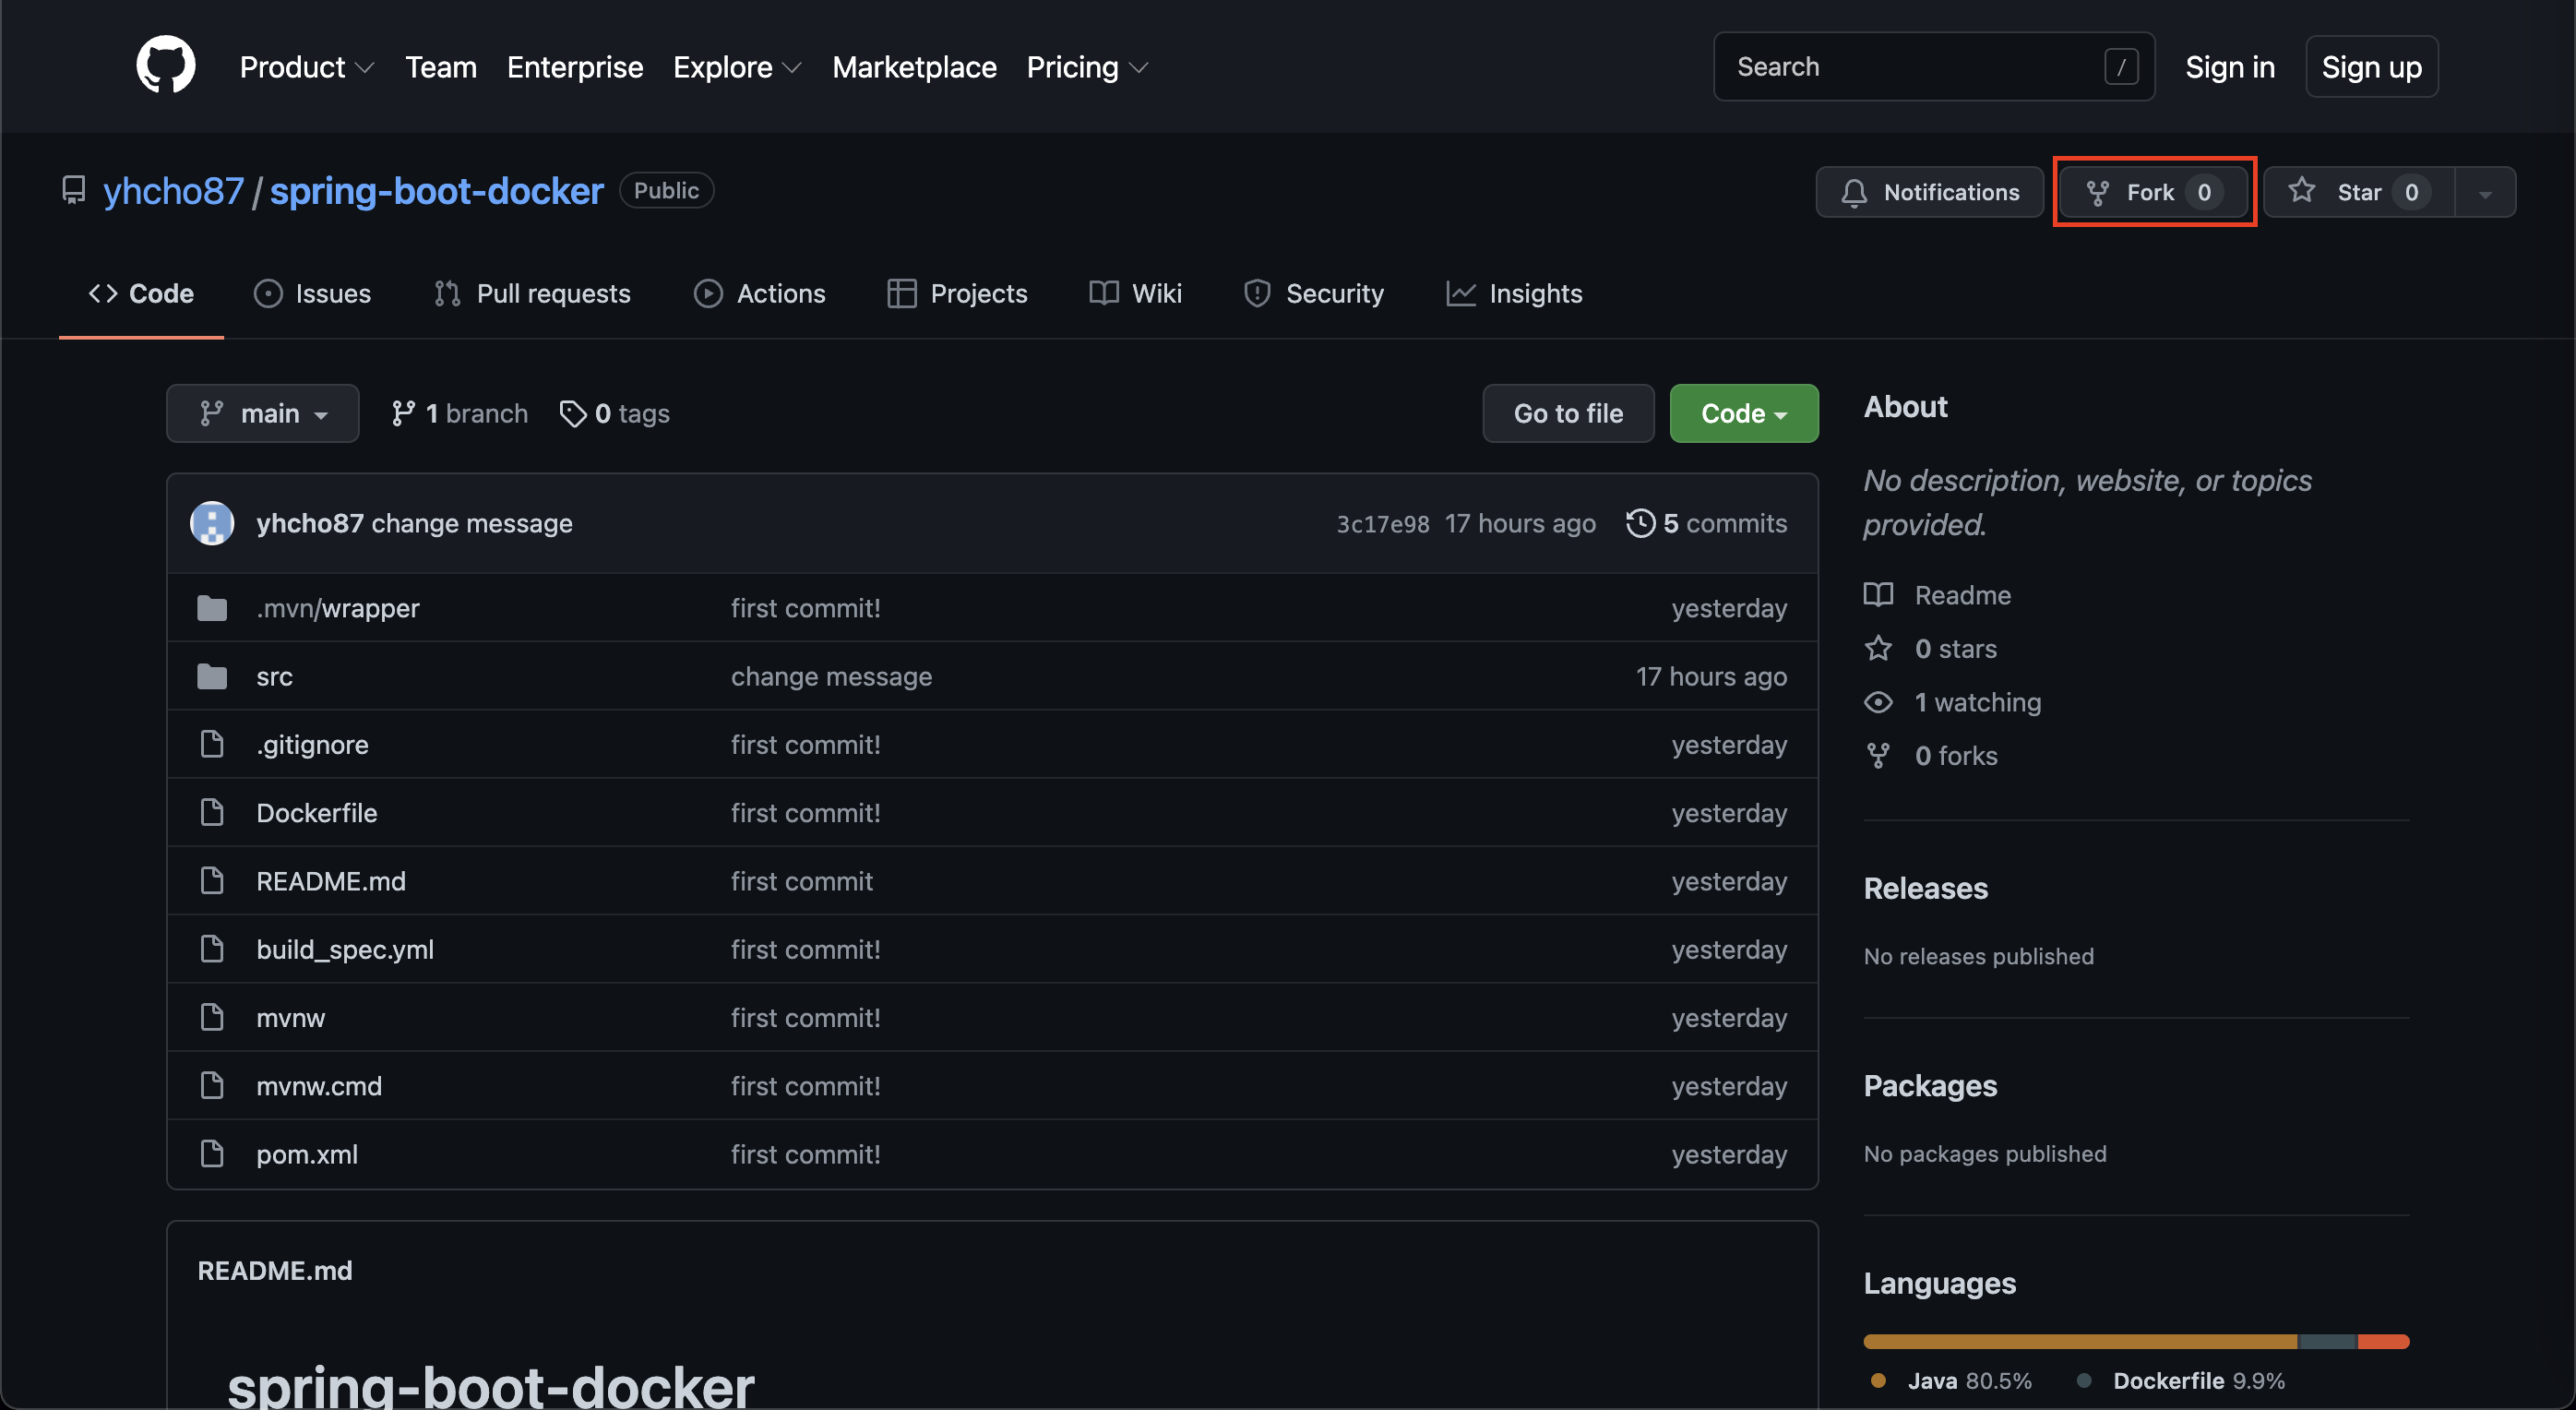 Product Team Enterprise Explore Marketplace Pricing Search / Sign in Sign up
yhcho87 / spring-boot-docker Public Notifications Fork 0 Star 0
Code Issues Pull requests Actions Projects Wiki Security Insights
main 1 branch 0 tags Go to file Code
yhcho87 change message 3c17e98 17 hours ago 5 commits
.mvn/wrapper first commit! yesterday
src change message 17 hours ago
.gitignore first commit! yesterday
Dockerfile first commit! yesterday
README.md first commit yesterday
build_spec.yml first commit! yesterday
mvnw first commit! yesterday
mvnw.cmd first commit! yesterday
pom.xml first commit! yesterday
README.md
spring-boot-docker
About
No description, website, or topics
provided.
Readme
0 stars
1 watching
0 forks
Releases
No releases published
Packages
No packages published
Languages
Java 80.5% Dockerfile 9.9%